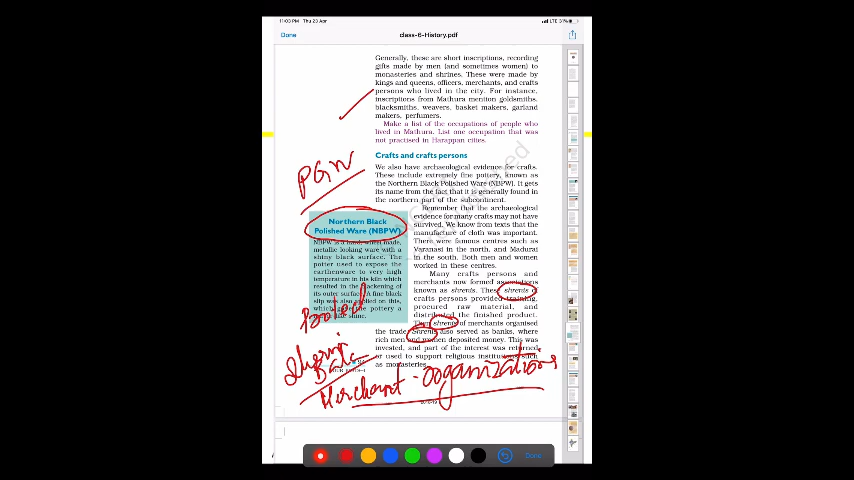 11:03 PM Thu 23 Apr
LTE 31%
Done
class-6-History.pdf
Generally, these are short inscriptions, recording
gifts made by men (and sometimes women) to
monasteries and shrines. These were made by
kings and queens, officers, merchants, and crafts
persons who lived in the city. For instance,
inscriptions from Mathura menition goldsmiths,
blacksmiths, weavers, basket makers, garland
makers, perfumers.
Make a list of the occupations of people who
lived in Mathura. List one occupation that was
not practised in Harappan cities.
Crafts and crafts persons
We also have archaeological evidence for crafts.
These include extremely fine pottery, known as
the Northern Black Polished Ware (NBPW). It gets
its name from the fact that it is generally found in
the northern part of the subcontinent.
Remember that the archaeological
evidence for many crafts may not have
survived. We know from texts that the
manufacture of cloth was important.
There were famous centres such as
Varanasi in the north, and Madurai
in the south. Both men and women
worked in these centres.
Many crafts persons and
merchants now formed associations
known as shrenis. These shrenis of
crafts persons provided training,
procured raw material, and
distributed the finished product.
Then shrenis of merchants organised
the trade. Shrenis also served as banks, where
rich men and women deposited money. This was
invested, and part of the interest was returned
or used to support religious institutions such
as monasteries.
PGW
Northern Black
Polished Ware (NBPW)
NBPW is a hard, wheel made,
metallic looking ware with a
shiny black surface. The
potter used to expose the
earthenware to very high
temperature in his kiln which
resulted in the blackening of
its outer surface. A fine black
slip was also applied on this,
which gave the pottery a
shine.
Merchant - organizations
Done